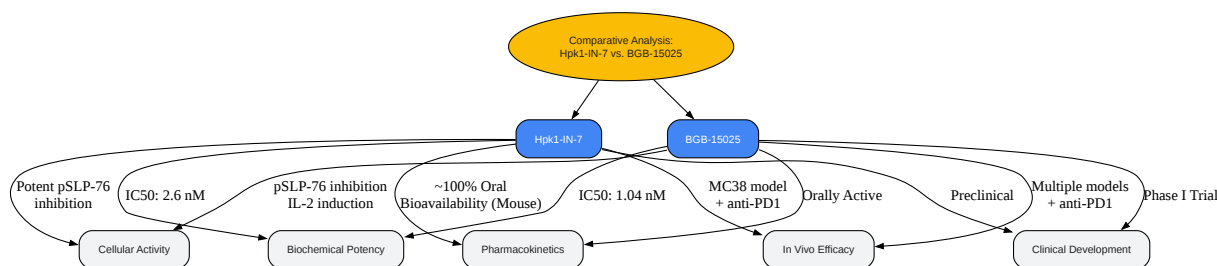 Comparative Analysis:
Hpk1-IN-7 vs. BGB-15025
Hpk1-IN-7
BGB-15025
Potent pSLP-76
inhibition
IC50: 2.6 nM
pSLP-76 inhibition
IL-2 induction
~100% Oral
Bioavailability (Mouse)
IC50: 1.04 nM
MC38 model
+ anti-PD1
Orally Active
Preclinical
Multiple models
+ anti-PD1
Phase I Trial
Cellular Activity
Biochemical Potency
Pharmacokinetics
In Vivo Efficacy
Clinical Development